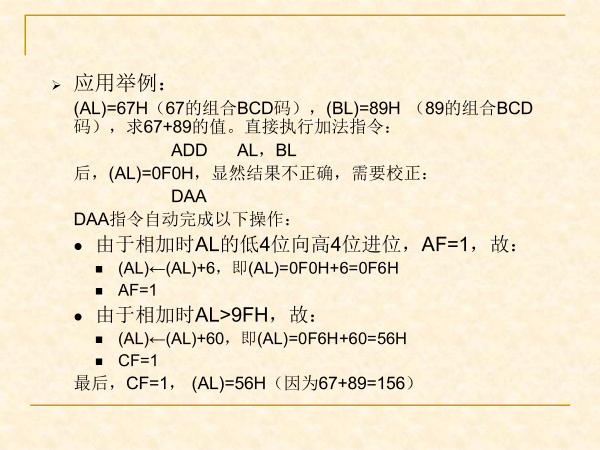 应用举例：
(AL)=67H（67的组合BCD码），(BL)=89H （89的组合BCD
码），求67+89的值。直接执行加法指令：
ADD AL，BL
后，(AL)=0F0H，显然结果不正确，需要校正：
DAA
DAA指令自动完成以下操作：
由于相加时AL的低4位向高4位进位，AF=1，故：
(AL)←(AL)+6，即(AL)=0F0H+6=0F6H
AF=1
由于相加时AL>9FH，故：
(AL)←(AL)+60，即(AL)=0F6H+60=56H
CF=1
最后，CF=1， (AL)=56H（因为67+89=156）